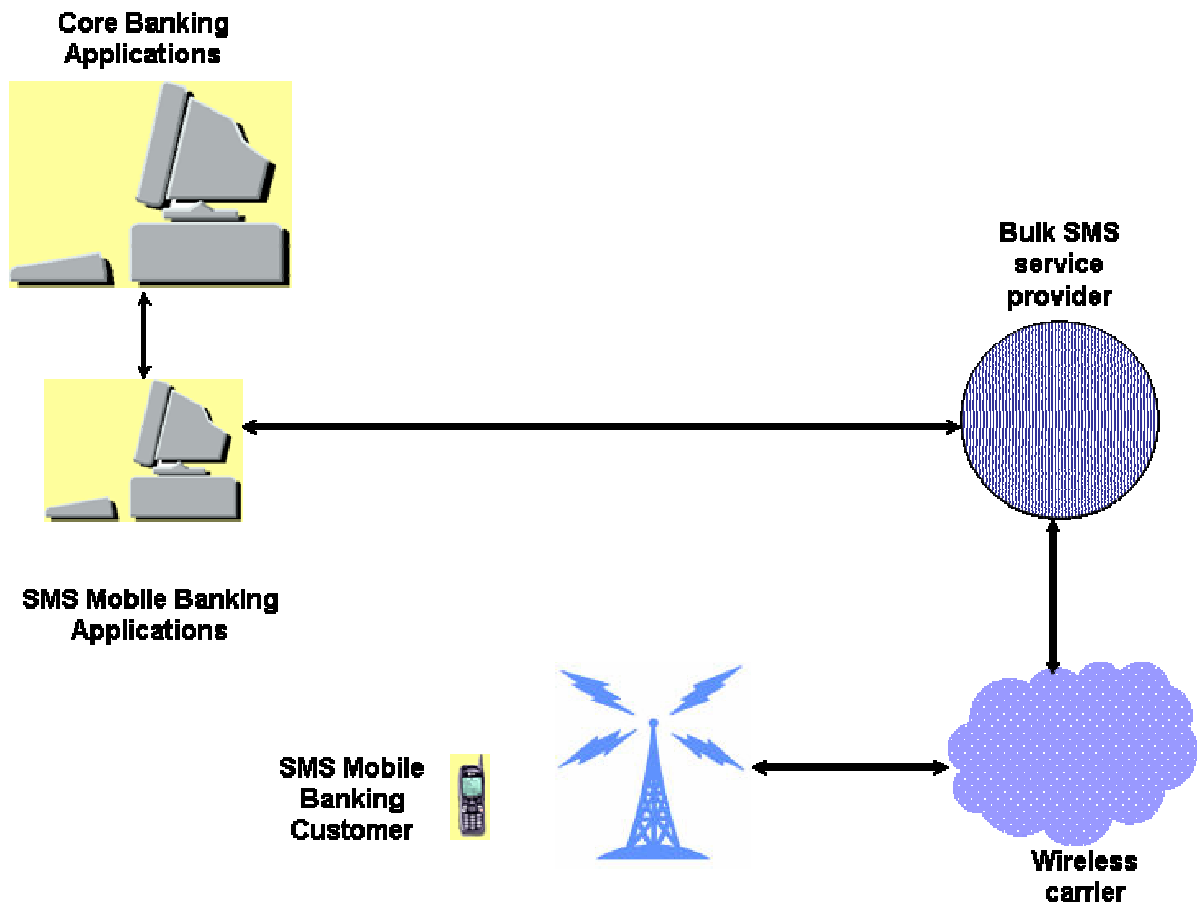 Core Banking
Applications
Bulk SMS
service
provider
SMS Mobile Banking
Applications
SMS Mobile
Banking
Customer
Wireless
carrier